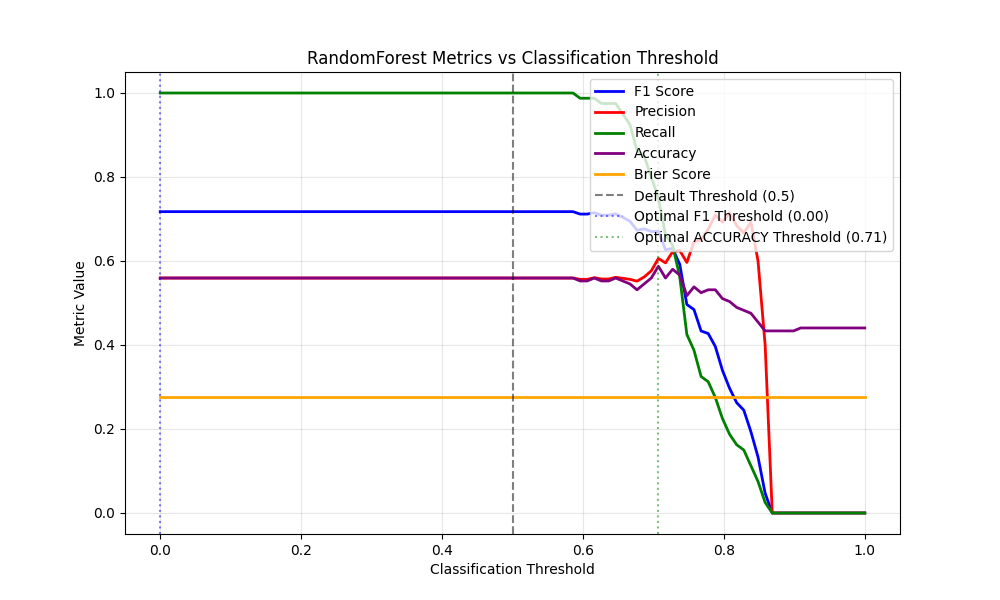 RandomForest Metrics vs Classification Threshold
Metric Value
1.0
0.8
0.6
0.4
0.2
0.0
F1 Score
Precision
Recall
Accuracy
Brier Score
Default Threshold (0.5)
Optimal F1 Threshold (0.00)
Optimal ACCURACY Threshold (0.71)
0.0 0.2 0.4 0.6 0.8 1.0
Classification Threshold